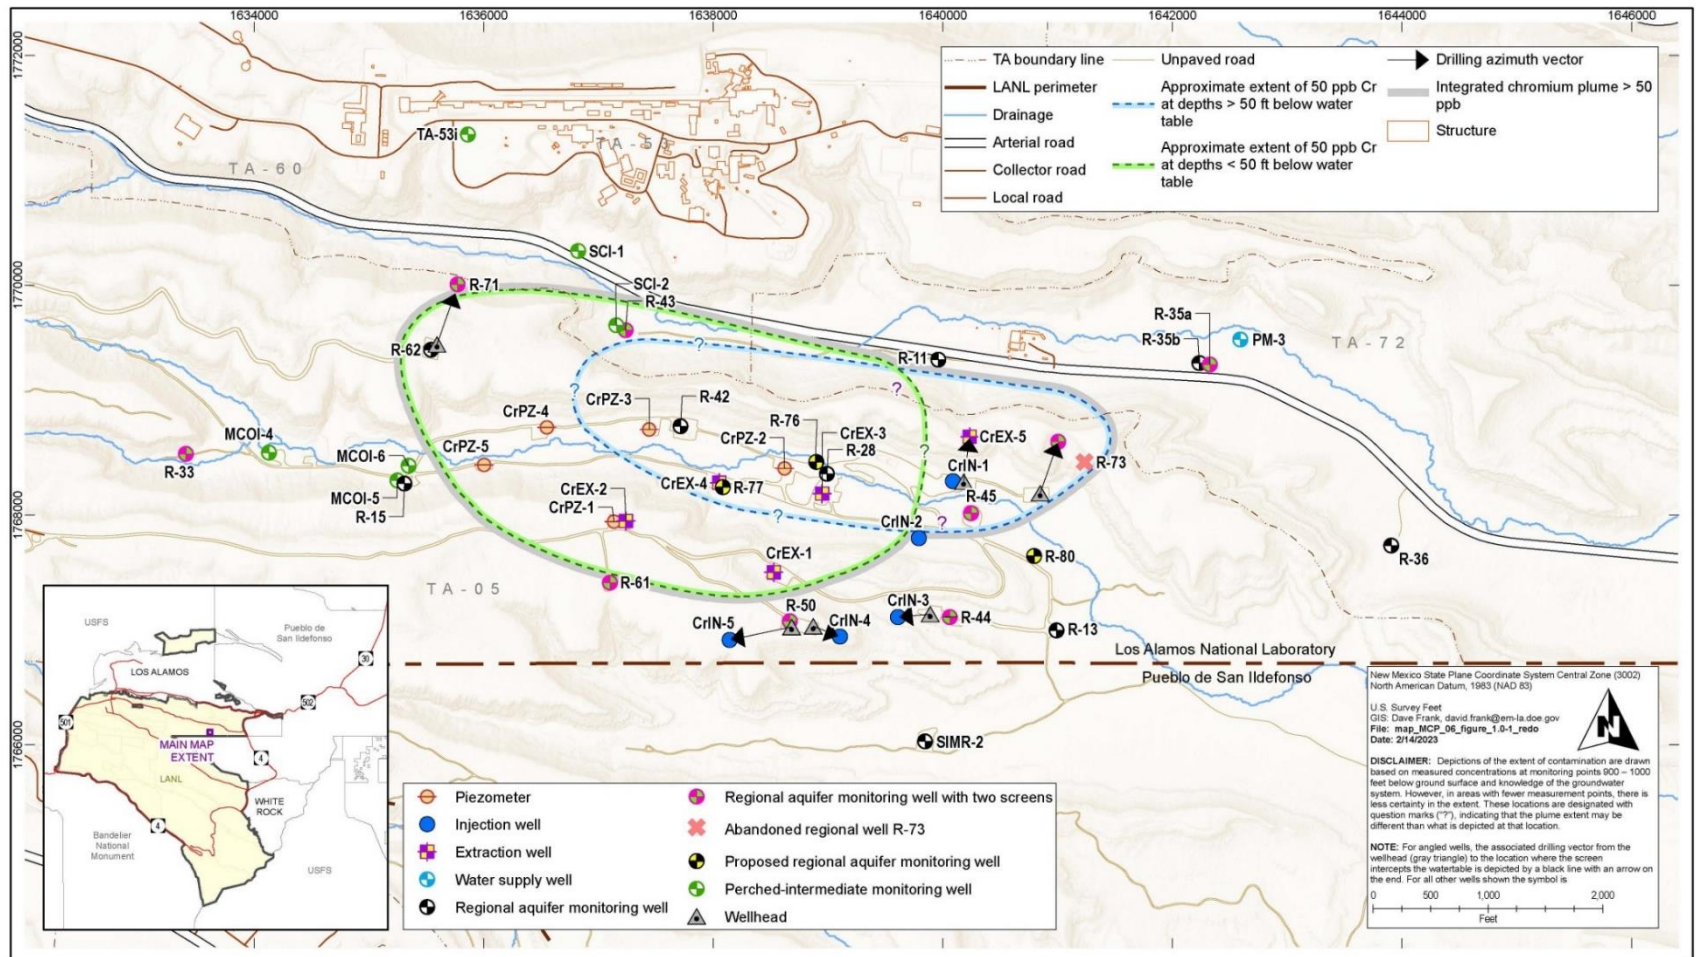 1634000
1636000
1638000
1640000
1642000
1644000
1646000
1772000
1770000
1768000
1766000
TA boundary line
LANL perimeter
Drainage
Arterial road
Collector road
Local road
Unpaved road
Approximate extent of 50 ppb Cr
at depths > 50 ft below water
table
Approximate extent of 50 ppb Cr
at depths < 50 ft below water
table
Drilling azimuth vector
Integrated chromium plume > 50
ppb
Structure
TA-53i
TA-53
TA-60
SCI-1
SCI-2
R-43
R-71
R-62
R-11
R-35a
R-35b
PM-3
TA-72
?
?
?
CrPZ-3
R-42
CrPZ-4
R-76
CrEX-3
CrPZ-2
R-28
CrEX-5
MCOI-4
R-33
MCOI-6
CrPZ-5
?
CrIN-1
R-73
MCOI-5
R-15
CrEX-4
R-77
R-45
CrEX-2
CrPZ-1
?
CrIN-2
?
R-36
CrEX-1
R-80
TA-05
R-61
R-50
CrIN-3
CrIN-5
CrIN-4
R-44
R-13
Los Alamos National Laboratory
Pueblo de San Ildefonso
SIMR-2
USFS
Pueblo de
San Ildefonso
LOS ALAMOS
30
502
501
MAIN MAP
EXTENT
4
LANL
WHITE
ROCK
4
Bandelier
National
Monument
USFS
Piezometer
Injection well
Extraction well
Water supply well
Regional aquifer monitoring well
Regional aquifer monitoring well with two screens
Abandoned regional well R-73
Proposed regional aquifer monitoring well
Perched-intermediate monitoring well
Wellhead
New Mexico State Plane Coordinate System Central Zone (3002)
North American Datum, 1983 (NAD 83)
U.S. Survey Feet
GIS: Dave Frank, david.frank@em-la.doe.gov
File: map_MCP_06_figure_1.0-1_redo
Date: 2/14/2023
N
DISCLAIMER: Depictions of the extent of contamination are drawn
based on measured concentrations at monitoring points 900 – 1000
feet below ground surface and knowledge of the groundwater
system. However, in areas with fewer measurement points, there is
less certainty in the extent. These locations are designated with
question marks ("?"), indicating that the plume extent may be
different than what is depicted at that location.
NOTE: For angled wells, the associated drilling vector from the
wellhead (gray triangle) to the location where the screen
intercepts the watertable is depicted by a black line with an arrow on
the end. For all other wells shown the symbol is
0 500 1,000 2,000
Feet